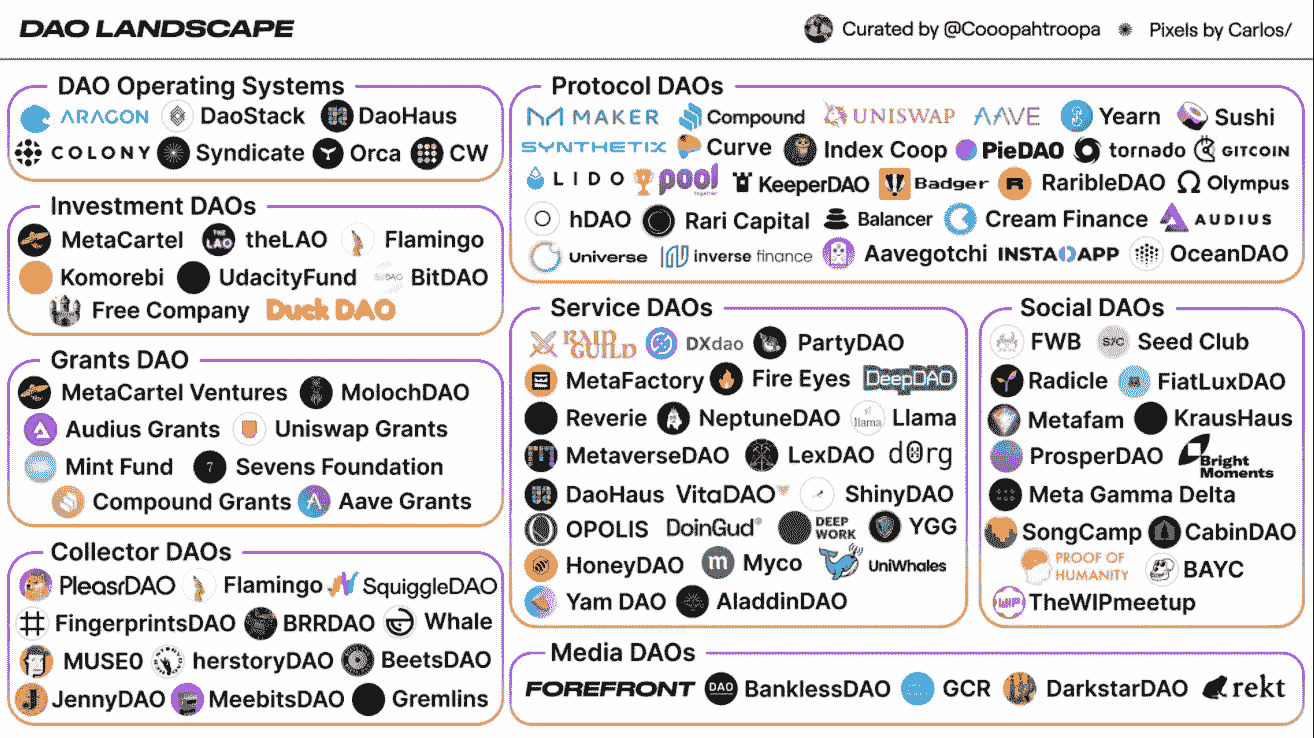 DAO LANDSCAPE
Curated by @Cooopahtroopa Pixels by Carlos/
DAO Operating Systems
ARAGON DaoStack DaoHaus
COLONY Syndicate Orca CW
Investment DAOs
MetaCartel THE LAO theLAO Flamingo
Komorebi UdacityFund BitDAO
Free Company Duck DAO
Grants DAO
MetaCartel Ventures MolochDAO
Audius Grants Uniswap Grants
Mint Fund 7 Sevens Foundation
Compound Grants Aave Grants
Collector DAOs
PleasrDAO Flamingo SquiggleDAO
FingerprintsDAO BRRDAO Whale
MUSE0 herstoryDAO BeetsDAO
JennyDAO MeebitsDAO Gremlins
Protocol DAOs
MAKER Compound UNISWAP AAVE Yearn Sushi
SYNTHETIX Curve Index Coop PieDAO tornado GITCOIN
LIDO pool together KeeperDAO Badger R RaribleDAO Olympus
hDAO Rari Capital Balancer Cream Finance AUDIUS
Universe inverse finance Aavegotchi INSTADAPP OceanDAO
Service DAOs
RAID GUILD DXdao PartyDAO
MetaFactory Fire Eyes DeepDAO
Reverie NeptuneDAO llama Llama
MetaverseDAO LexDAO d0rg
DaoHaus VitaDAO ShinyDAO
OPOLIS DoinGud DEEP WORK YGG
HoneyDAO m Myco UniWhales
Yam DAO AladdinDAO
Social DAOs
FWB S/C Seed Club
Radicle FiatLuxDAO
Metafam KrausHaus
ProsperDAO Bright Moments
Meta Gamma Delta
SongCamp CabinDAO
PROOF OF HUMANITY BAYC
WIP TheWIPmeetup
Media DAOs
FOREFRONT DAO BanklessDAO GCR DarkstarDAO rekt